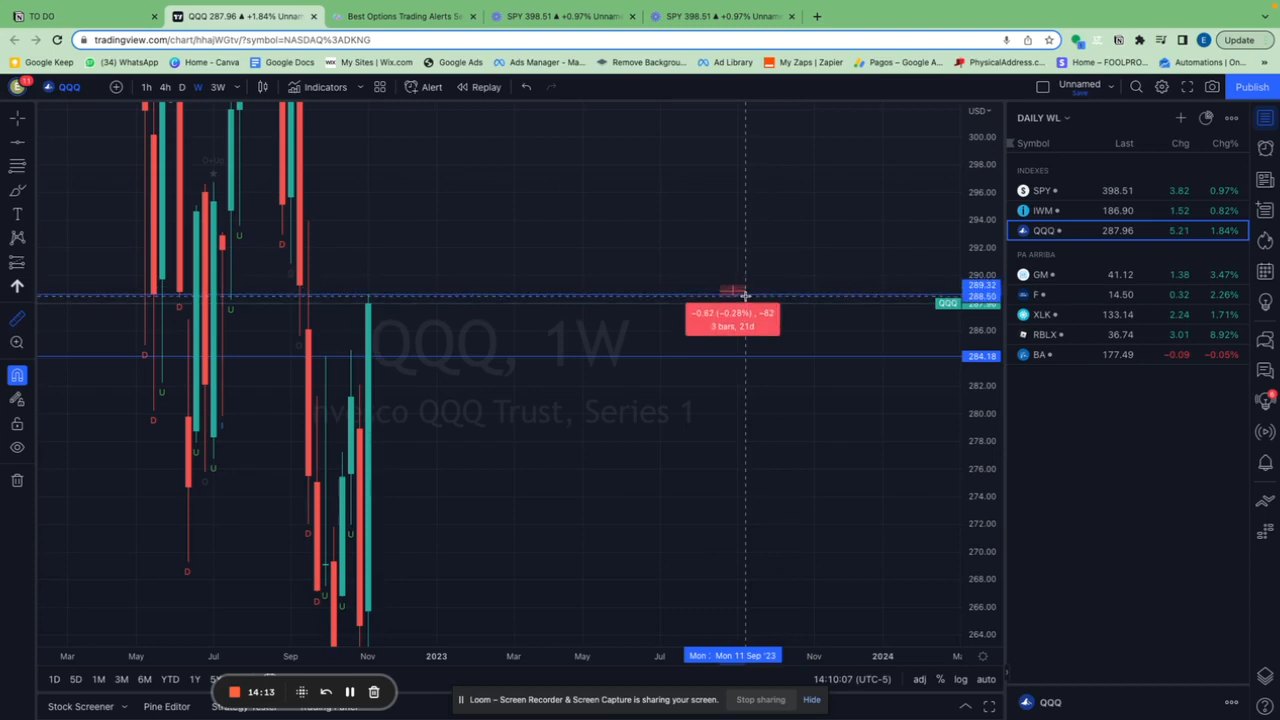 TO DO
QQQ 287.96 ▲ +1.84% Unnam
Best Options Trading Alerts Se
SPY 398.51 ▲ +0.97% Unnam
SPY 398.51 ▲ +0.97% Unnam
tradingview.com/chart/hhajWGtv/?symbol=NASDAQ%3ADKNG
E
Update
Google Keep
(34) WhatsApp
Home - Canva
Google Docs
WIX
My Sites | Wix.com
Google Ads
Ads Manager - Ma...
Remove Backgrou...
Ad Library
My Zaps | Zapier
Pagos – Google A...
PhysicalAddress.c...
Home – FOOLPRO...
Automations | On...
E
11
QQQ
1h
4h
D
W
3W
Indicators
Alert
Replay
Unnamed
Save
Publish
USD
300.00
298.00
296.00
294.00
292.00
290.00
289.32
288.50
QQQ
286.00
284.18
282.00
280.00
278.00
276.00
274.00
272.00
270.00
268.00
266.00
264.00
QQQ, 1W
Invesco QQQ Trust, Series 1
−0.82 (−0.28%) , −82
3 bars, 21d
Mar
May
Jul
Sep
Nov
2023
Mar
May
Jul
Mon
Mon 11 Sep '23
Nov
2024
Ma
DAILY WL
Symbol
Last
Chg
Chg%
INDEXES
SPY
398.51
3.82
0.97%
IWM
186.90
1.52
0.82%
QQQ
287.96
5.21
1.84%
PA ARRIBA
GM
41.12
1.38
3.47%
F
14.50
0.32
2.26%
XLK
133.14
2.24
1.71%
RBLX
36.74
3.01
8.92%
BA
177.49
−0.09
−0.05%
1D
5D
1M
3M
6M
YTD
1Y
14:13
14:10:07 (UTC-5)
adj
%
log
auto
Loom – Screen Recorder & Screen Capture is sharing your screen.
Stop sharing
Hide
Stock Screener
Pine Editor
Strategy Tester
Trading Panel
QQQ